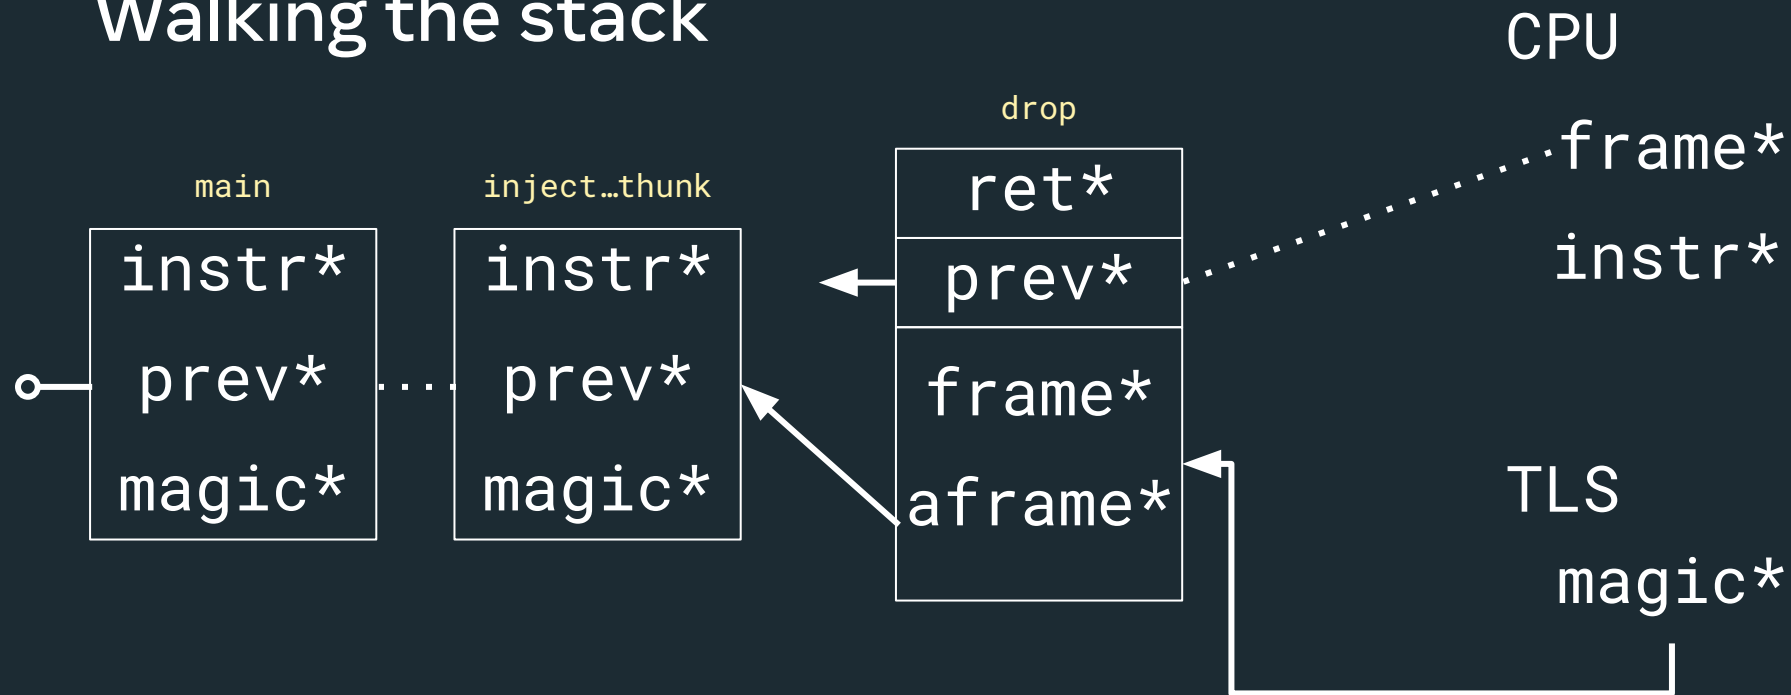 Walking the stack
main
instr*
prev*
magic*
inject…thunk
instr*
prev*
magic*
drop
ret*
prev*
frame*
aframe*
CPU
frame*
instr*
TLS
magic*